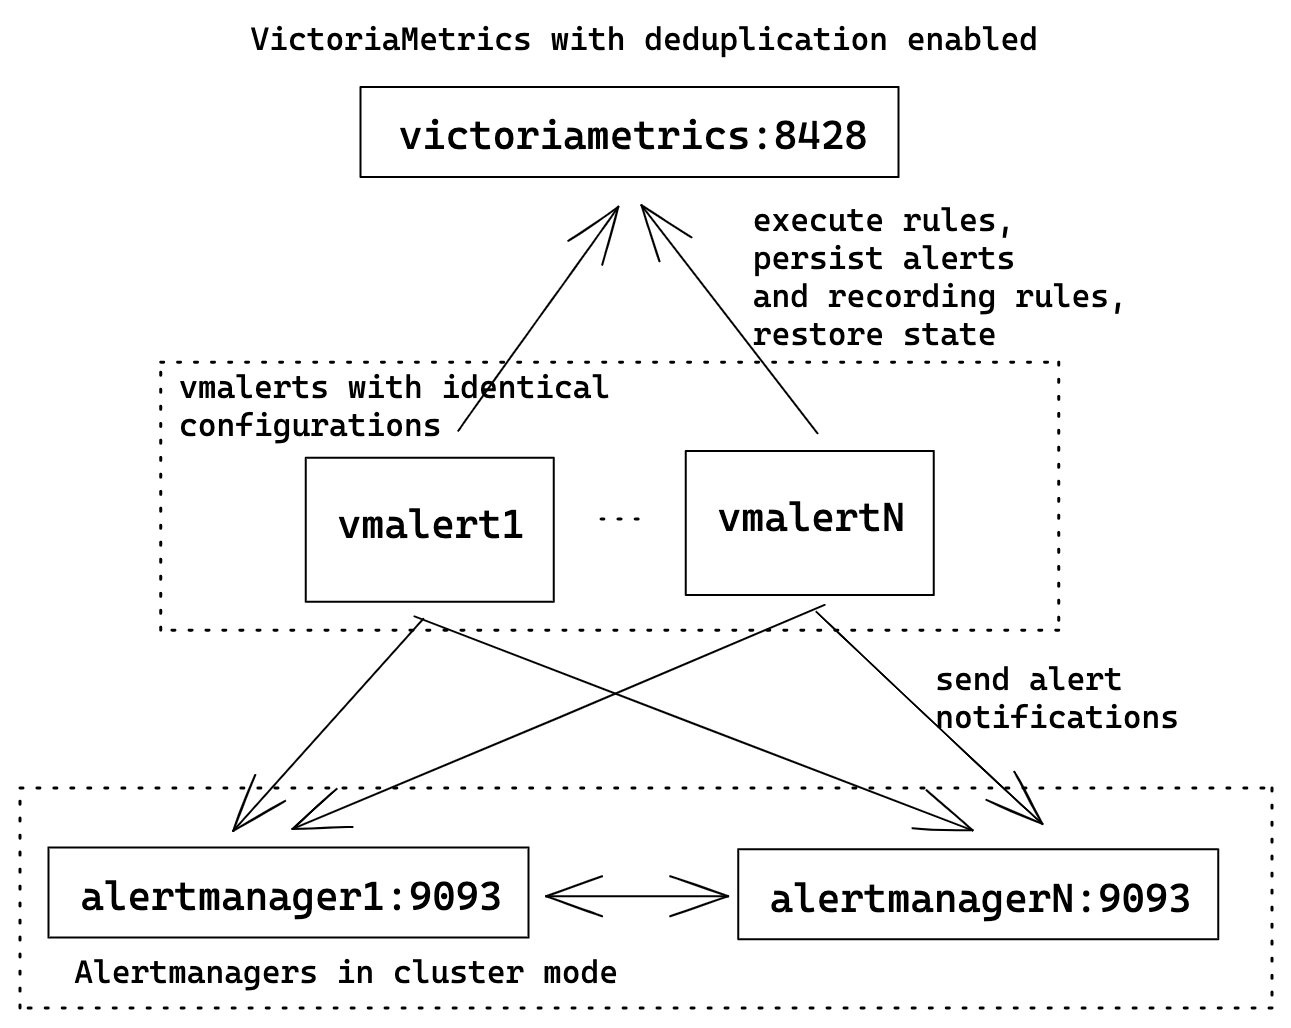 VictoriaMetrics with deduplication enabled
victoriametrics:8428
execute rules,
persist alerts
and recording rules,
restore state
vmalerts with identical
configurations
vmalert1
...
vmalertN
send alert
notifications
alertmanager1:9093
alertmanagerN:9093
Alertmanagers in cluster mode